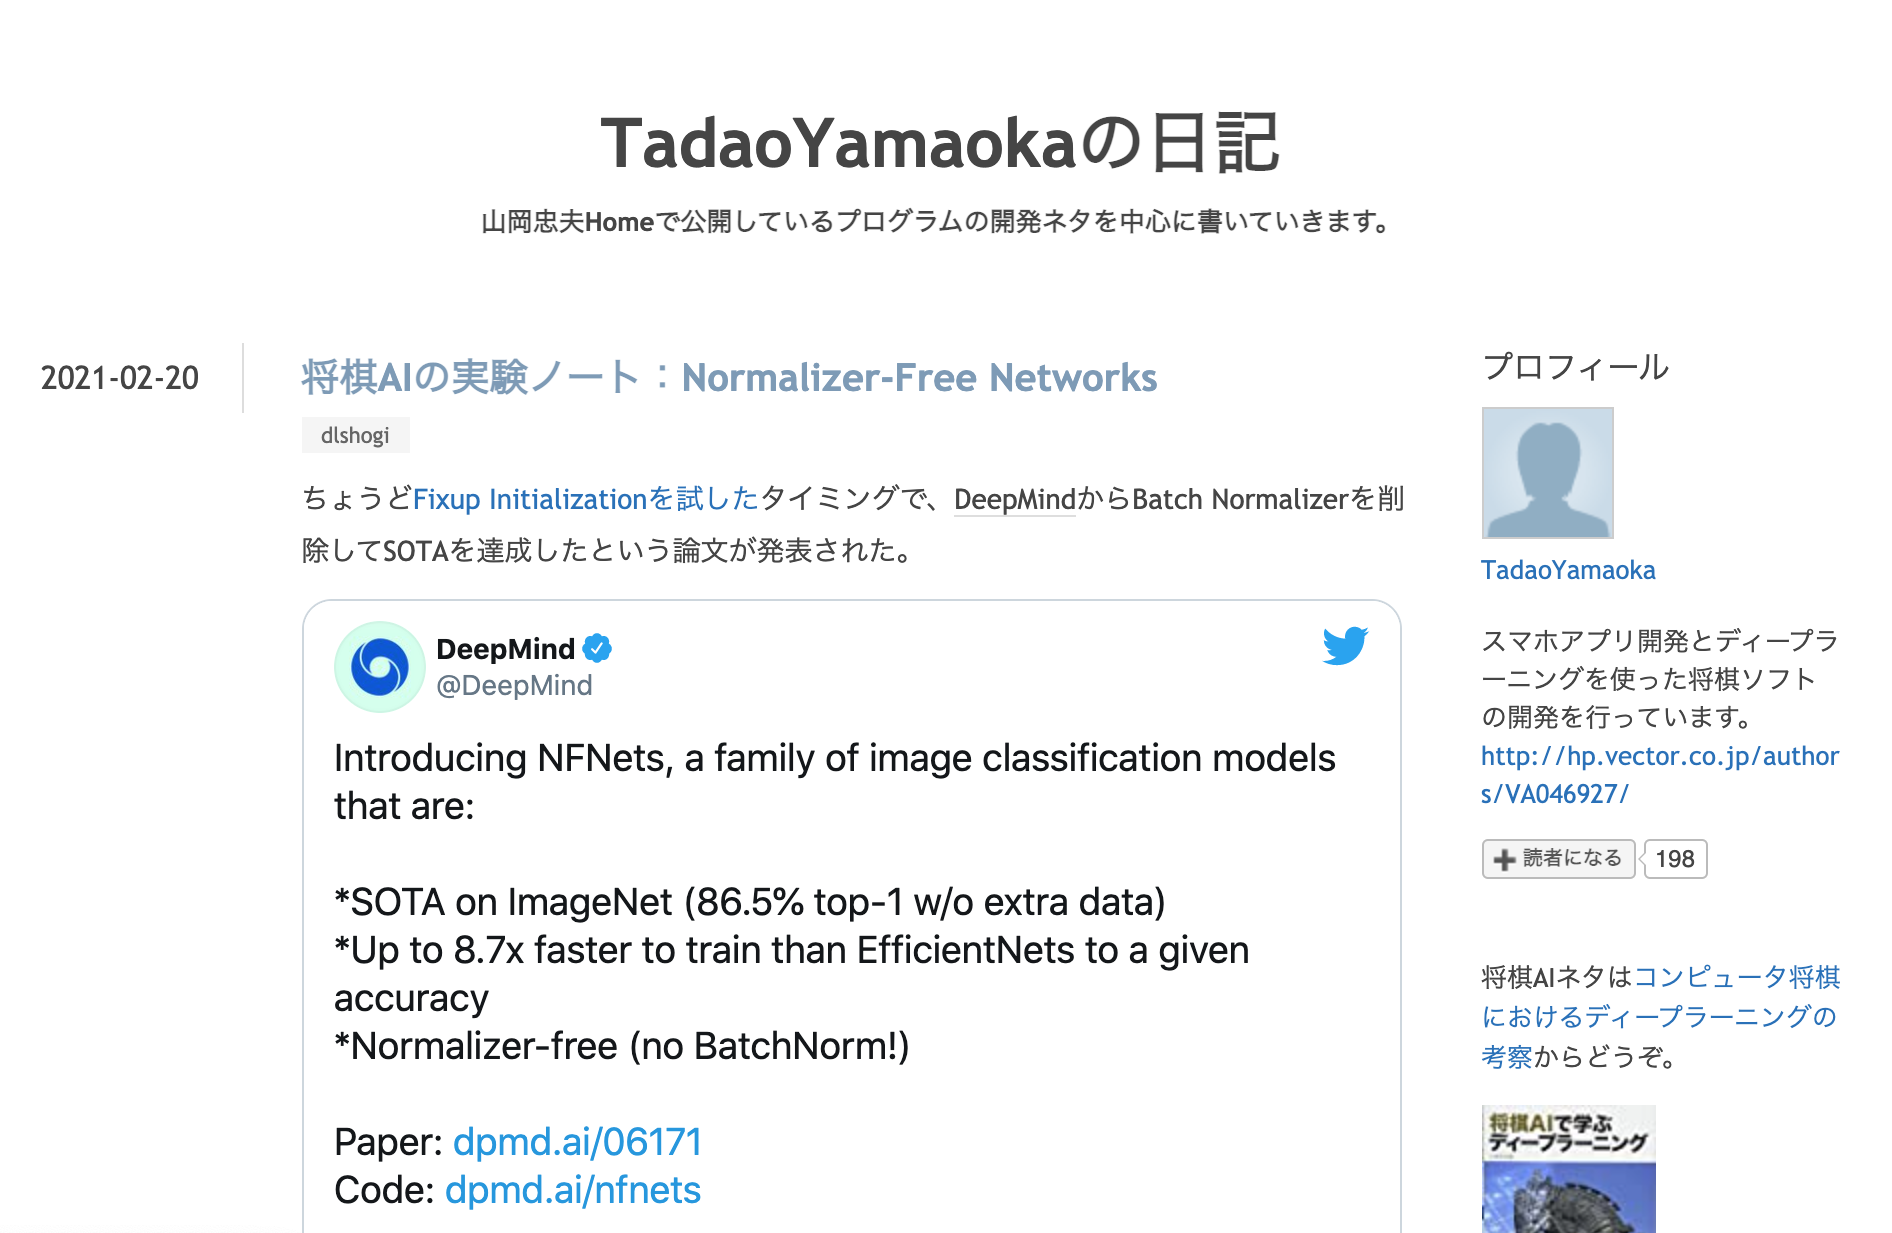 TadaoYamaokaの日記
山岡忠夫Homeで公開しているプログラムの開発ネタを中心に書いていきます。
2021-02-20
将棋AIの実験ノート：Normalizer-Free Networks
dlshogi
ちょうどFixup Initializationを試したタイミングで、DeepMindからBatch Normalizerを削
除してSOTAを達成したという論文が発表された。
DeepMind
@DeepMind
Introducing NFNets, a family of image classification models
that are:
*SOTA on ImageNet (86.5% top-1 w/o extra data)
*Up to 8.7x faster to train than EfficientNets to a given
accuracy
*Normalizer-free (no BatchNorm!)
Paper: dpmd.ai/06171
Code: dpmd.ai/nfnets
プロフィール
TadaoYamaoka
スマホアプリ開発とディープラ
ーニングを使った将棋ソフト
の開発を行っています。
http://hp.vector.co.jp/author
s/VA046927/
読者になる 198
将棋AIネタはコンピュータ将棋
におけるディープラーニングの
考察からどうぞ。
将棋AIで学ぶ
ディープラーニング